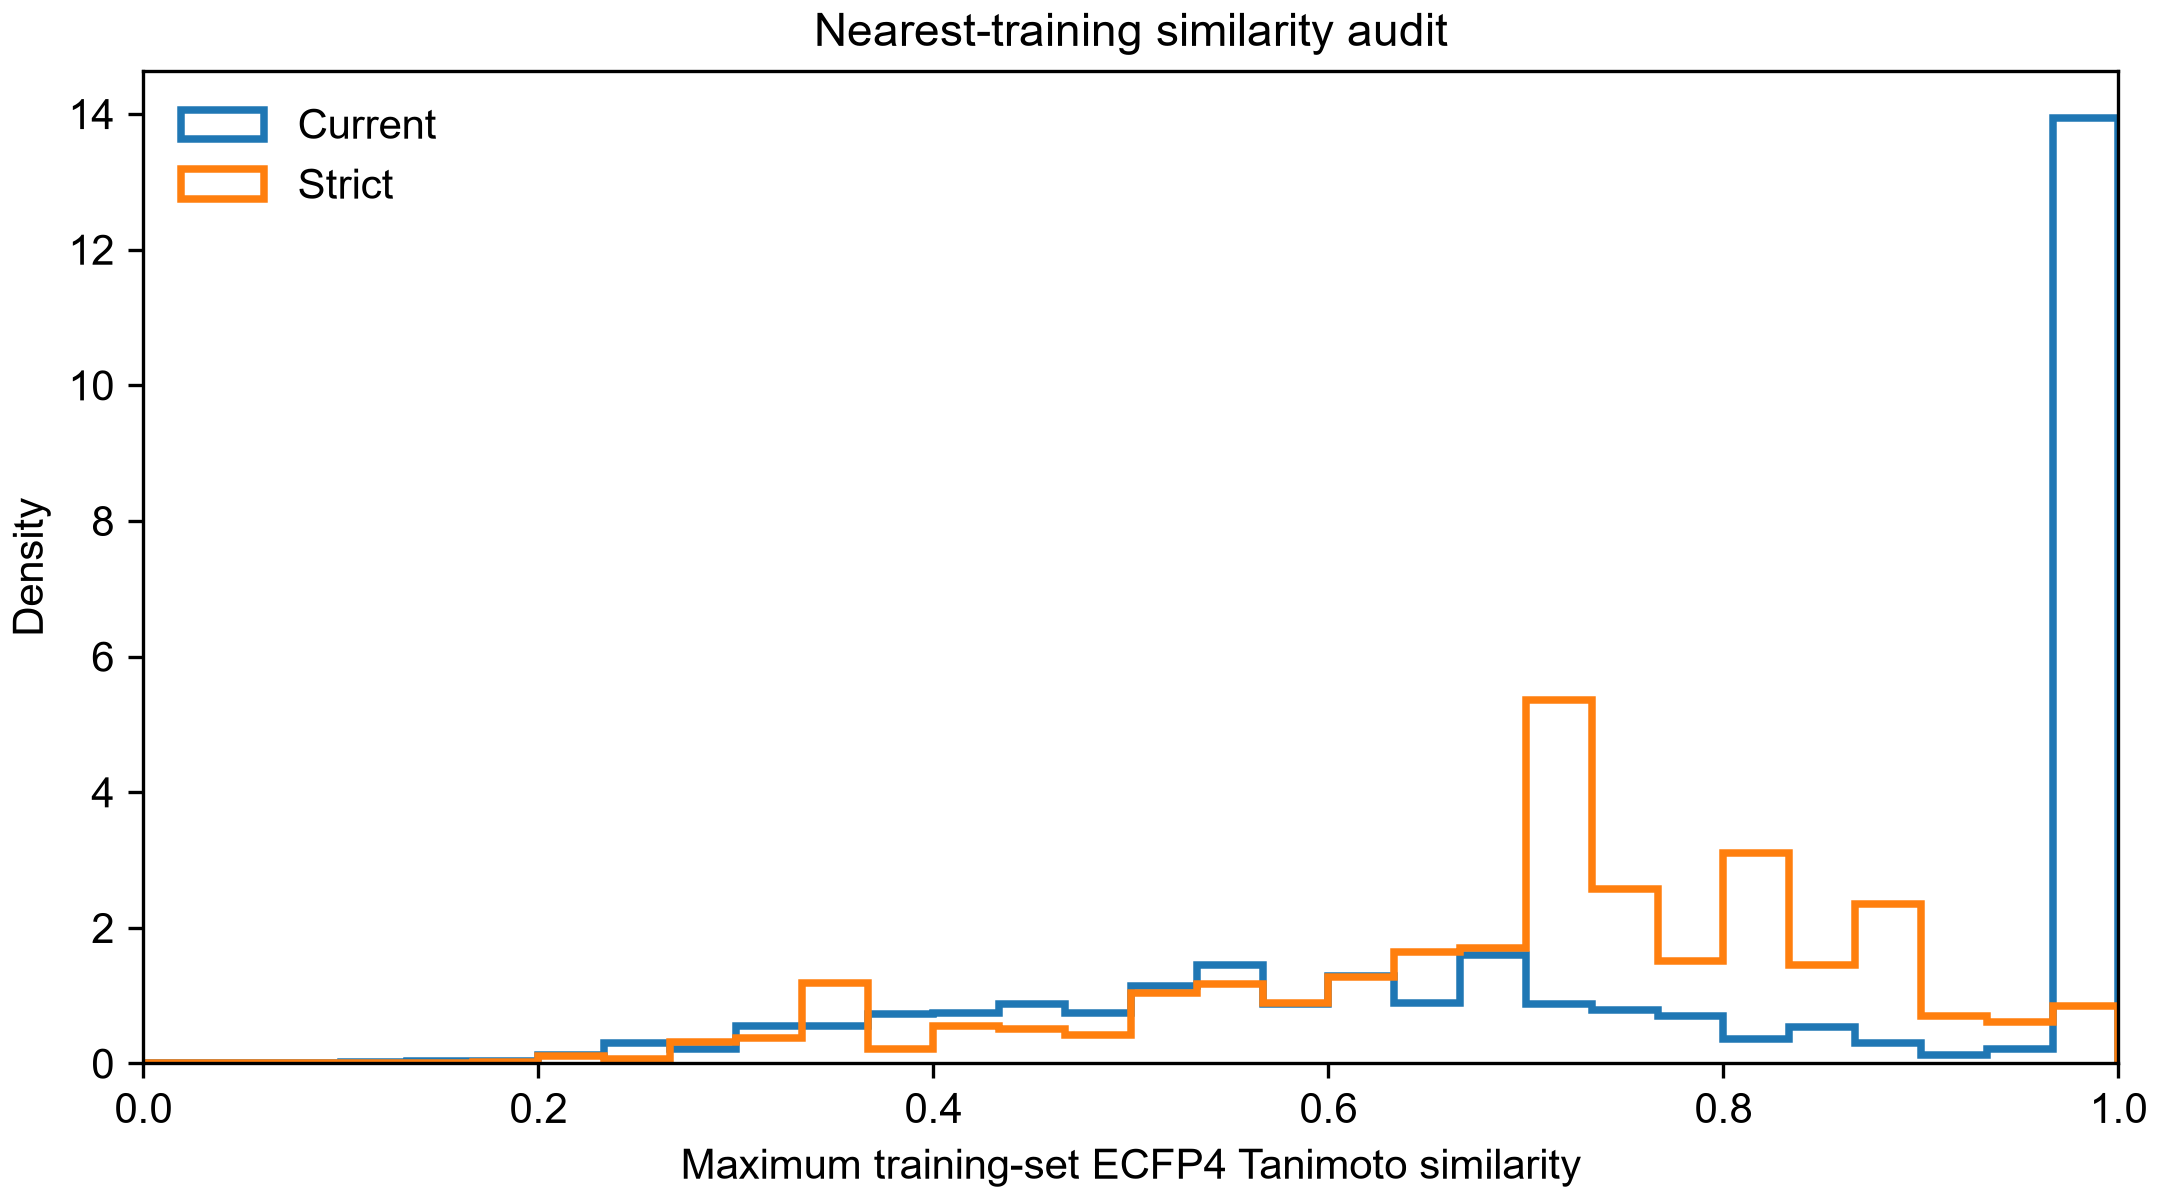 Nearest-training similarity audit
Current
Strict
Density
14
12
10
8
6
4
2
0
0.0 0.2 0.4 0.6 0.8 1.0
Maximum training-set ECFP4 Tanimoto similarity